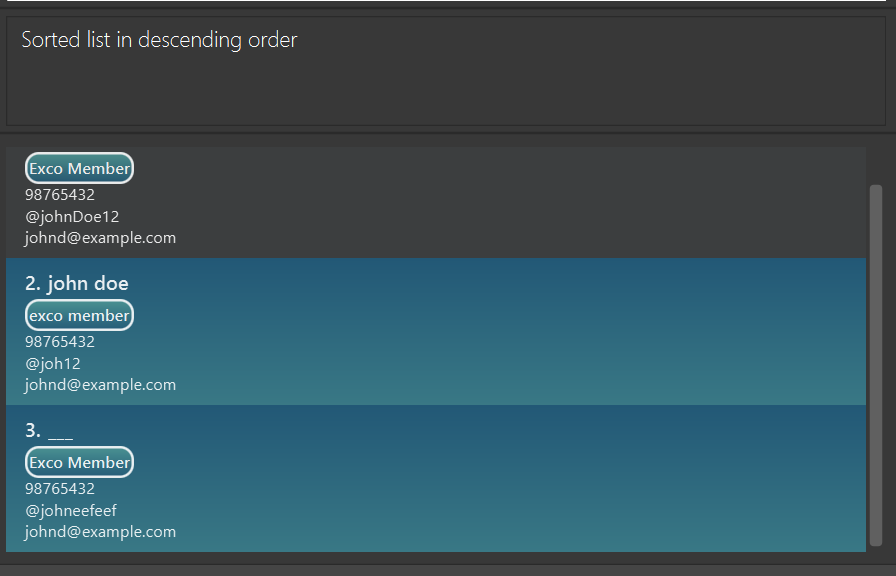 Sorted list in descending order
Exco Member
98765432
@johnDoe12
johnd@example.com
2. john doe
exco member
98765432
@joh12
johnd@example.com
3. ___
Exco Member
98765432
@johneefeef
johnd@example.com